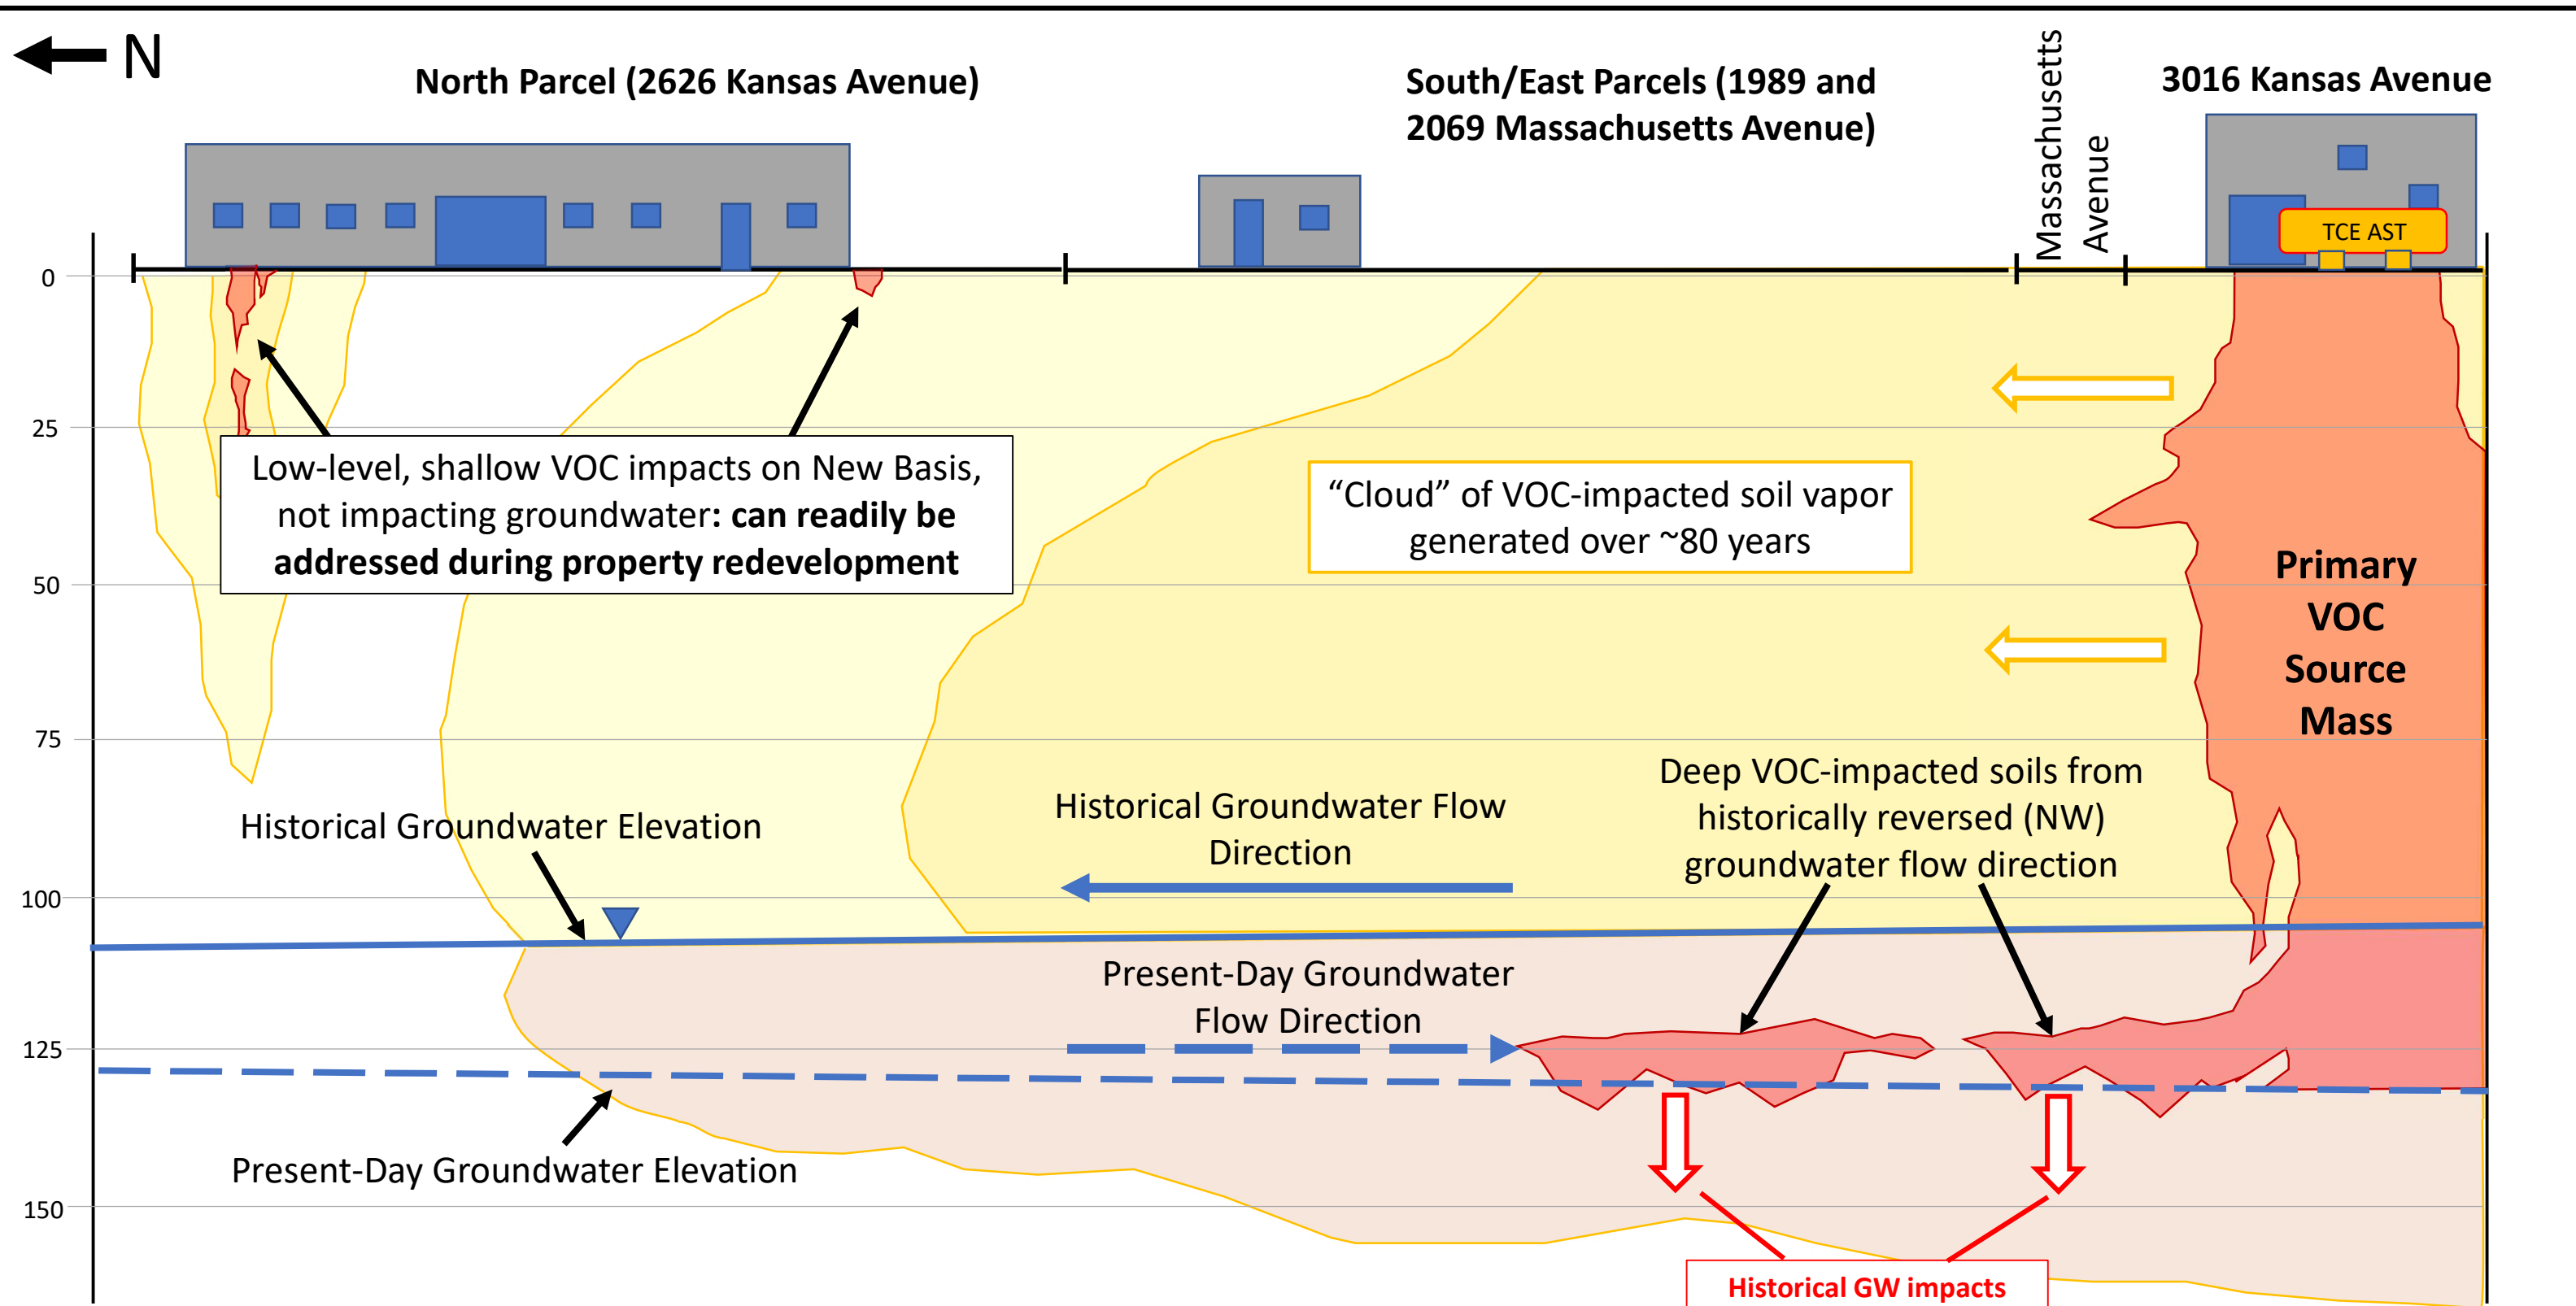 N
North Parcel (2626 Kansas Avenue)
South/East Parcels (1989 and
2069 Massachusetts Avenue)
Massachusetts
Avenue
3016 Kansas Avenue
TCE AST
0
25
50
75
100
125
150
Low-level, shallow VOC impacts on New Basis,
not impacting groundwater: can readily be
addressed during property redevelopment
“Cloud” of VOC-impacted soil vapor
generated over ~80 years
Primary
VOC
Source
Mass
Historical Groundwater Elevation
Historical Groundwater Flow
Direction
Deep VOC-impacted soils from
historically reversed (NW)
groundwater flow direction
Present-Day Groundwater
Flow Direction
Present-Day Groundwater Elevation
Historical GW impacts